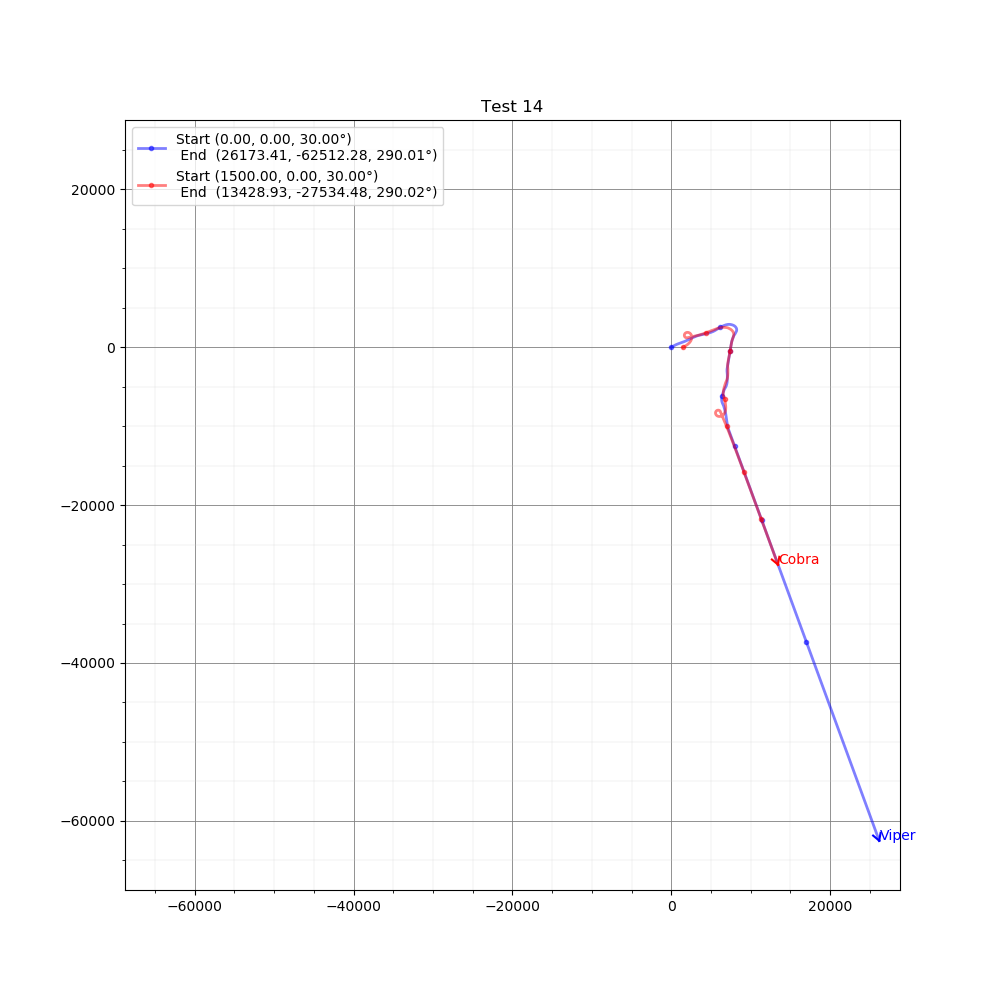 Test 14
Start (0.00, 0.00, 30.00°)
End (26173.41, -62512.28, 290.01°)
Start (1500.00, 0.00, 30.00°)
End (13428.93, -27534.48, 290.02°)
20000
0
−20000
−40000
−60000
Cobra
Viper
−60000
−40000
−20000
0
20000